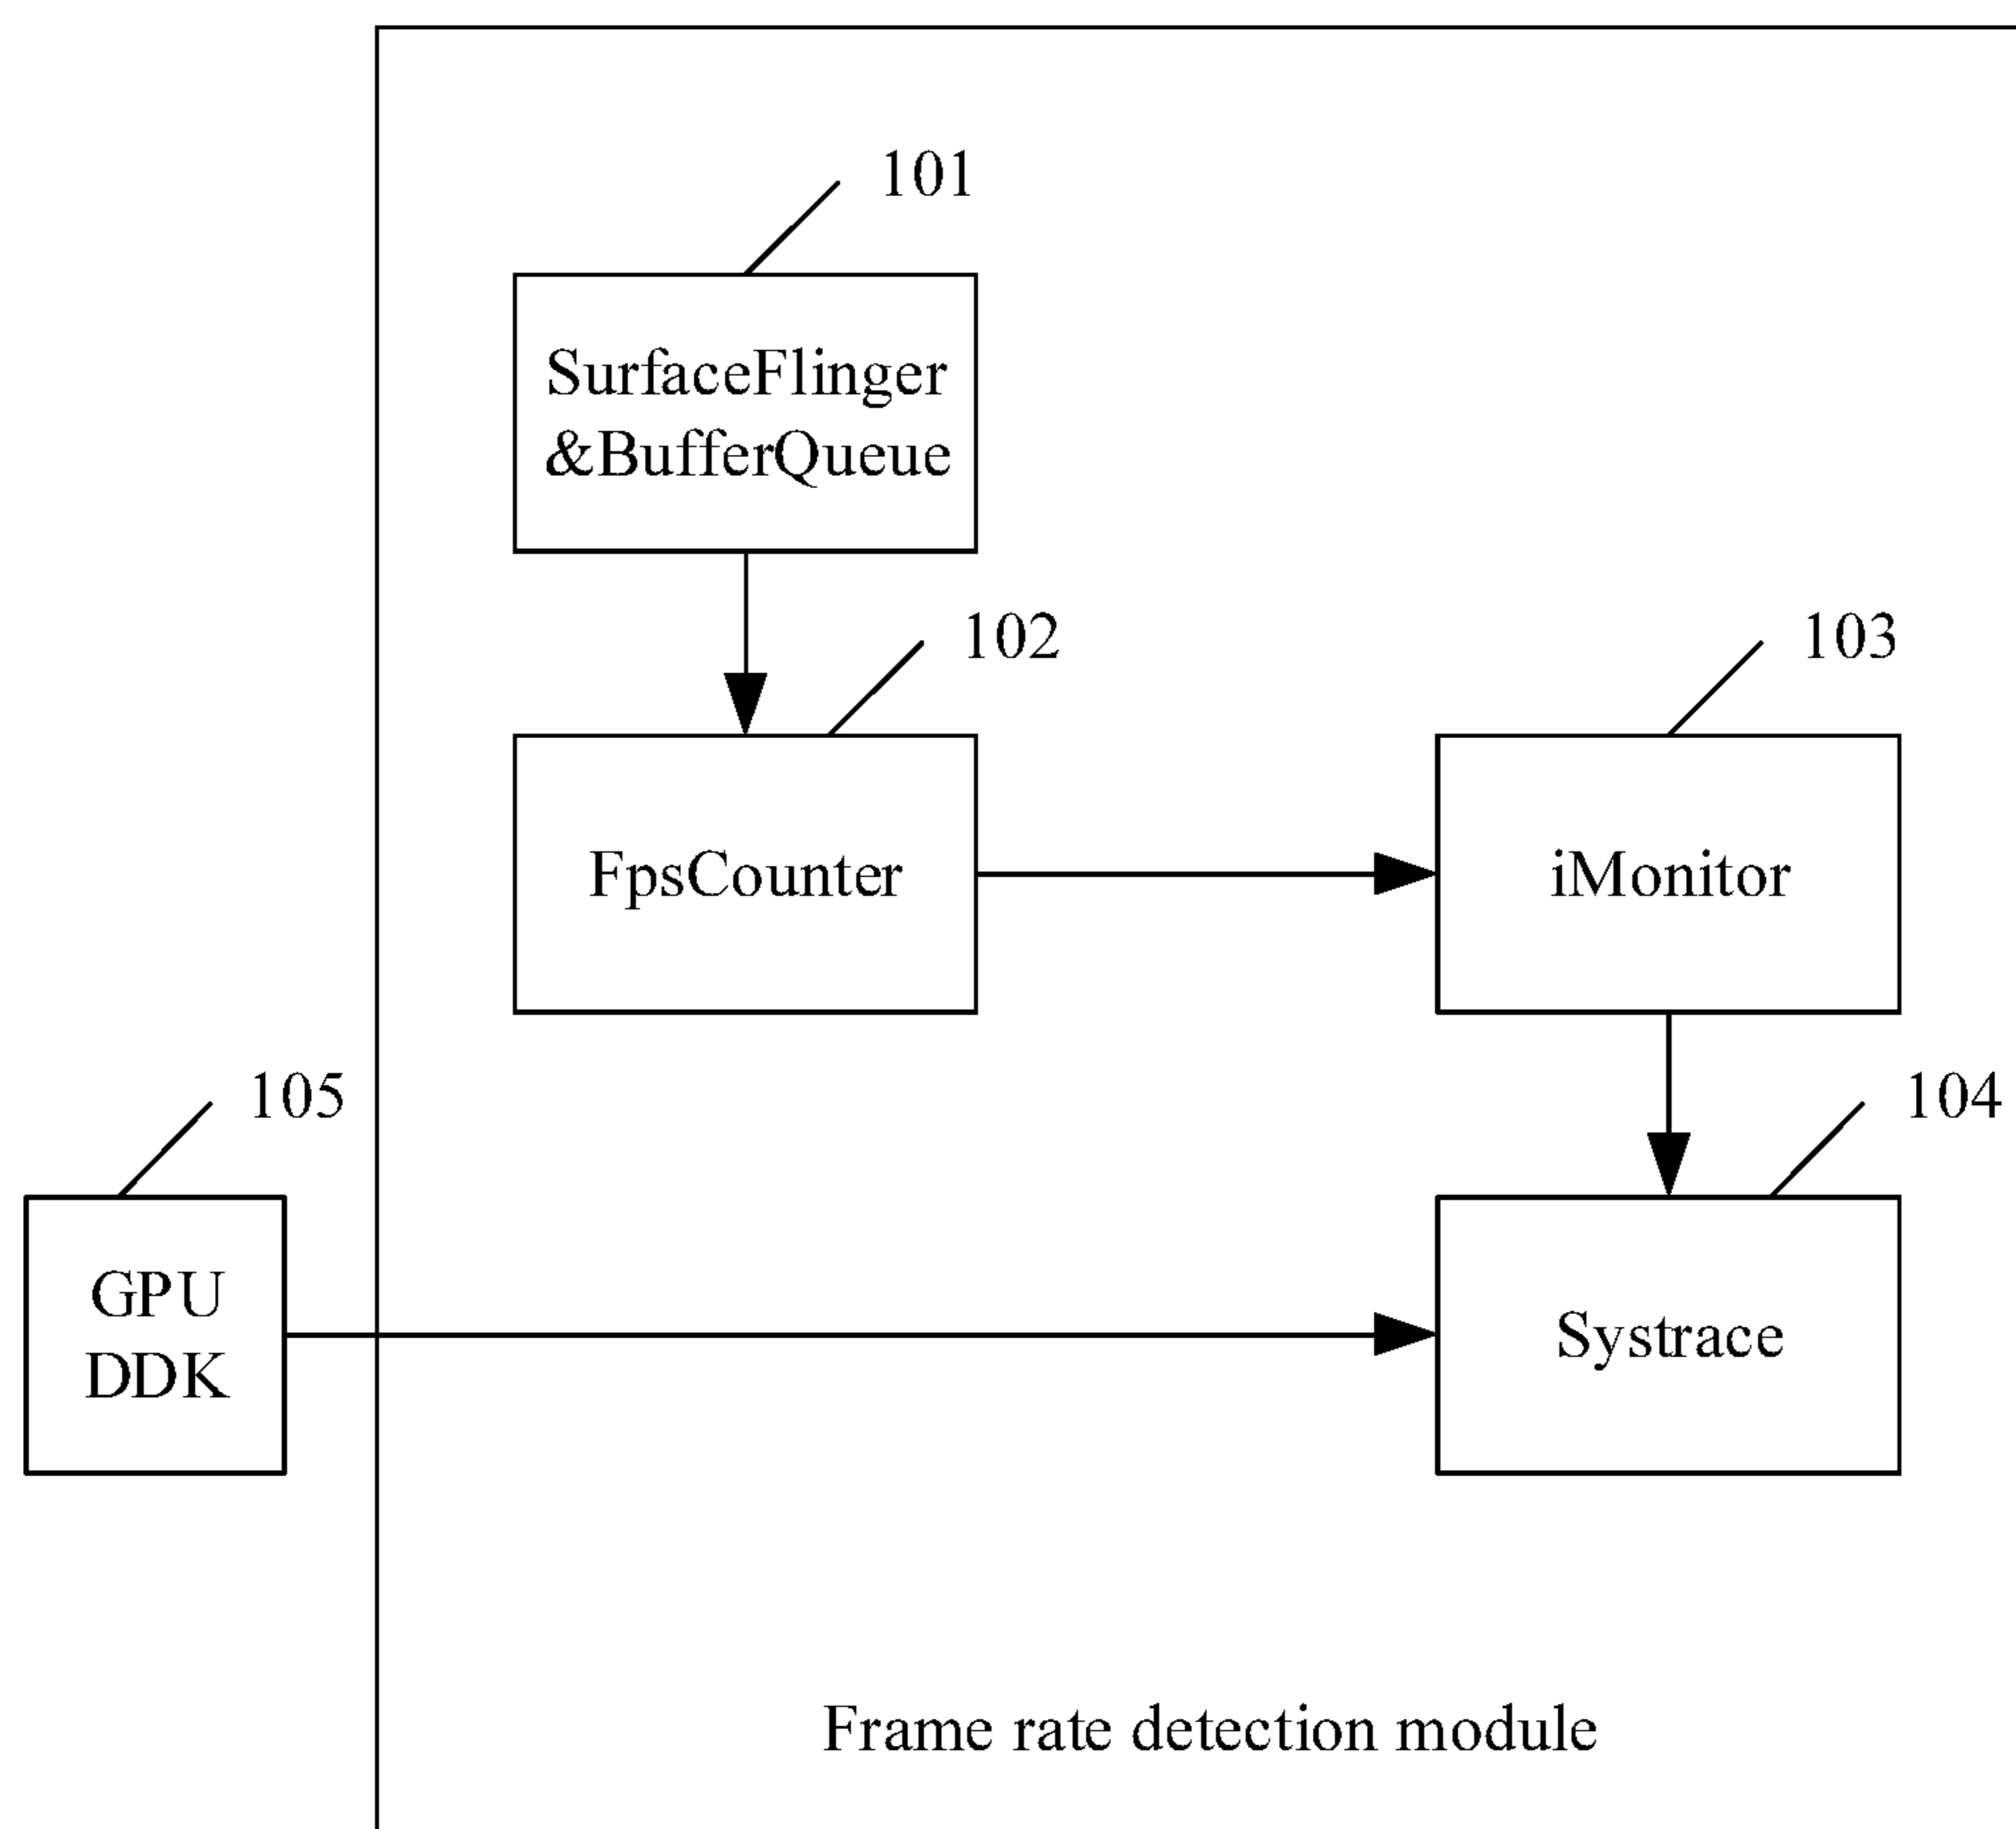 101
SurfaceFlinger
&BufferQueue
102
103
FpsCounter
iMonitor
105
104
GPU
DDK
Systrace
Frame rate detection module